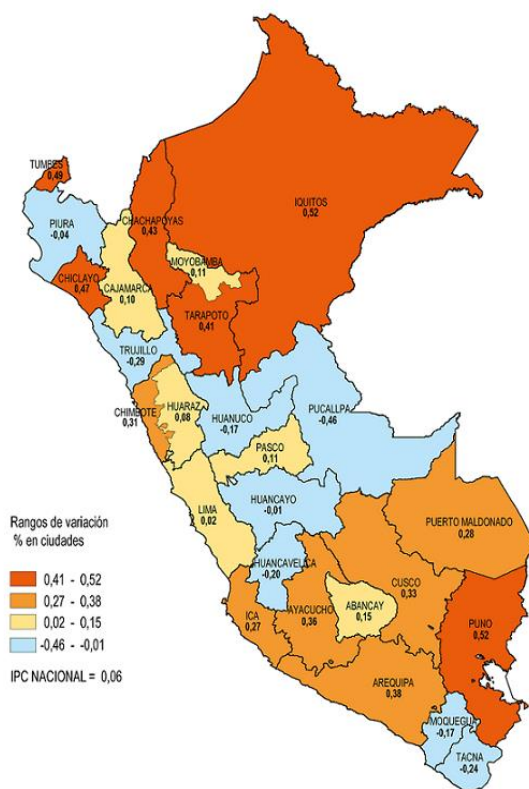 TUMBES
0,49
PIURA
-0,04
CHICLAYO
0,47
CHACHAPOYAS
0,43
CAJAMARCA
0,10
IQUITOS
0,52
MOYOBAMBA
0,11
TARAPOTO
0,41
TRUJILLO
-0,29
CHIMBOTE
0,31
HUARAZ
0,08
HUANUCO
-0,17
PUCALLPA
-0,46
PASCO
0,11
LIMA
0,02
HUANCAYO
-0,01
HUANCAVELICA
-0,20
PUERTO MALDONADO
0,28
CUSCO
0,33
ICA
0,27
AYACUCHO
0,36
ABANCAY
0,15
PUNO
0,52
AREQUIPA
0,38
MOQUEGUA
-0,17
TACNA
-0,24
Rangos de variación
% en ciudades
0,41 - 0,52
0,27 - 0,38
0,02 - 0,15
-0,46 - -0,01
IPC NACIONAL = 0,06